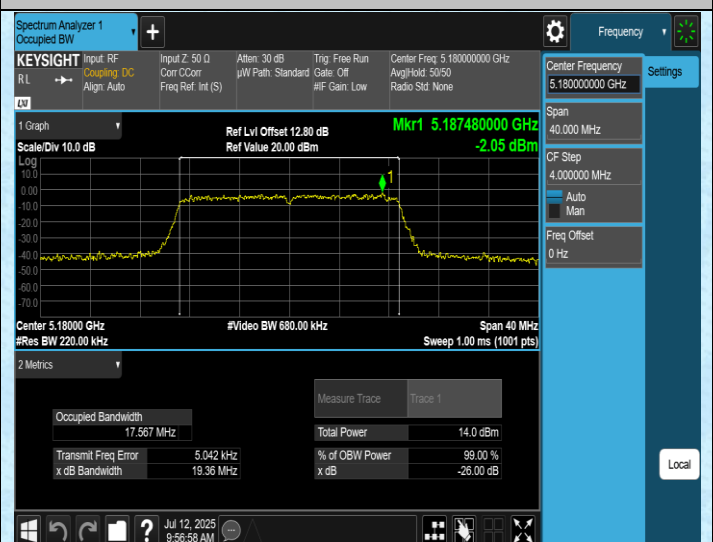 Spectrum Analyzer 1
Occupied BW
Frequency
KEYSIGHT
RL
LXI
Input: RF
Coupling: DC
Align: Auto
Input Z: 50 Ω
Corr CCorr
Freq Ref: Int (S)
Atten: 30 dB
µW Path: Standard
Trig: Free Run
Gate: Off
#IF Gain: Low
Center Freq: 5.180000000 GHz
Avg|Hold: 50/50
Radio Std: None
Center Frequency
5.18000000 GHz
Settings
Span
40.000 MHz
CF Step
4.000000 MHz
Auto
Man
Freq Offset
0 Hz
1 Graph
Scale/Div 10.0 dB
Ref Lvl Offset 12.80 dB
Ref Value 20.00 dBm
Mkr1 5.187480000 GHz
-2.05 dBm
Log
10.0
0.00
-10.0
-20.0
-30.0
-40.0
-50.0
-60.0
-70.0
1
Center 5.18000 GHz
#Res BW 220.00 kHz
#Video BW 680.00 kHz
Span 40 MHz
Sweep 1.00 ms (1001 pts)
2 Metrics
Measure Trace Trace 1
Occupied Bandwidth
17.567 MHz
Total Power 14.0 dBm
Transmit Freq Error 5.042 kHz
% of OBW Power 99.00 %
x dB Bandwidth 19.36 MHz
x dB -26.00 dB
Local
Jul 12, 2025
9:56:58 AM